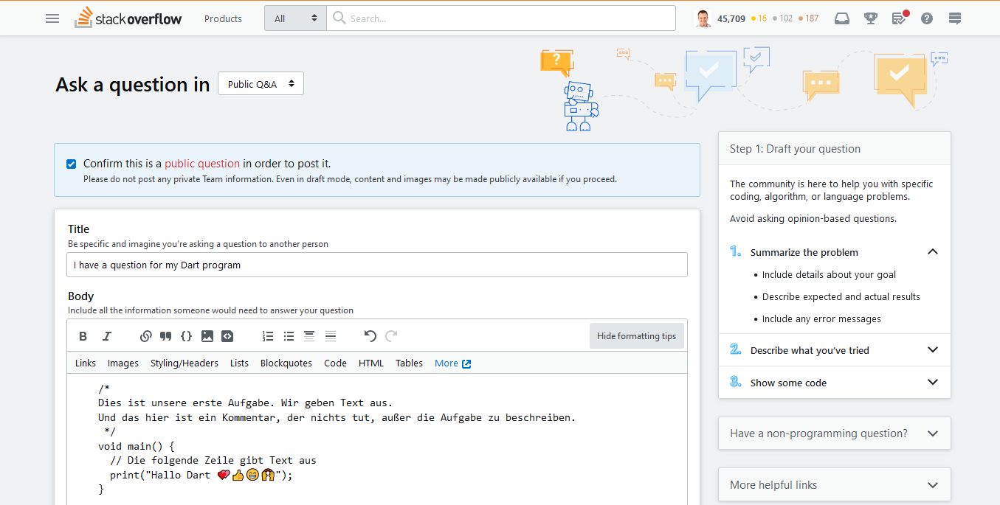 stackoverflow Products All Search... 45,709 16 102 187
Ask a question in Public Q&A
Confirm this is a public question in order to post it.
Please do not post any private Team information. Even in draft mode, content and images may be made publicly available if you proceed.
Title
Be specific and imagine you're asking a question to another person
I have a question for my Dart program
Body
Include all the information someone would need to answer your question
B I Hide formatting tips
Links Images Styling/Headers Lists Blockquotes Code HTML Tables More
/*
Dies ist unsere erste Aufgabe. Wir geben Text aus.
Und das hier ist ein Kommentar, der nichts tut, außer die Aufgabe zu beschreiben.
*/
void main() {
// Die folgende Zeile gibt Text aus
print("Hallo Dart 💖👍😁🙆");
}
Step 1: Draft your question
The community is here to help you with specific
coding, algorithm, or language problems.
Avoid asking opinion-based questions.
1. Summarize the problem
• Include details about your goal
• Describe expected and actual results
• Include any error messages
2. Describe what you've tried
3. Show some code
Have a non-programming question?
More helpful links